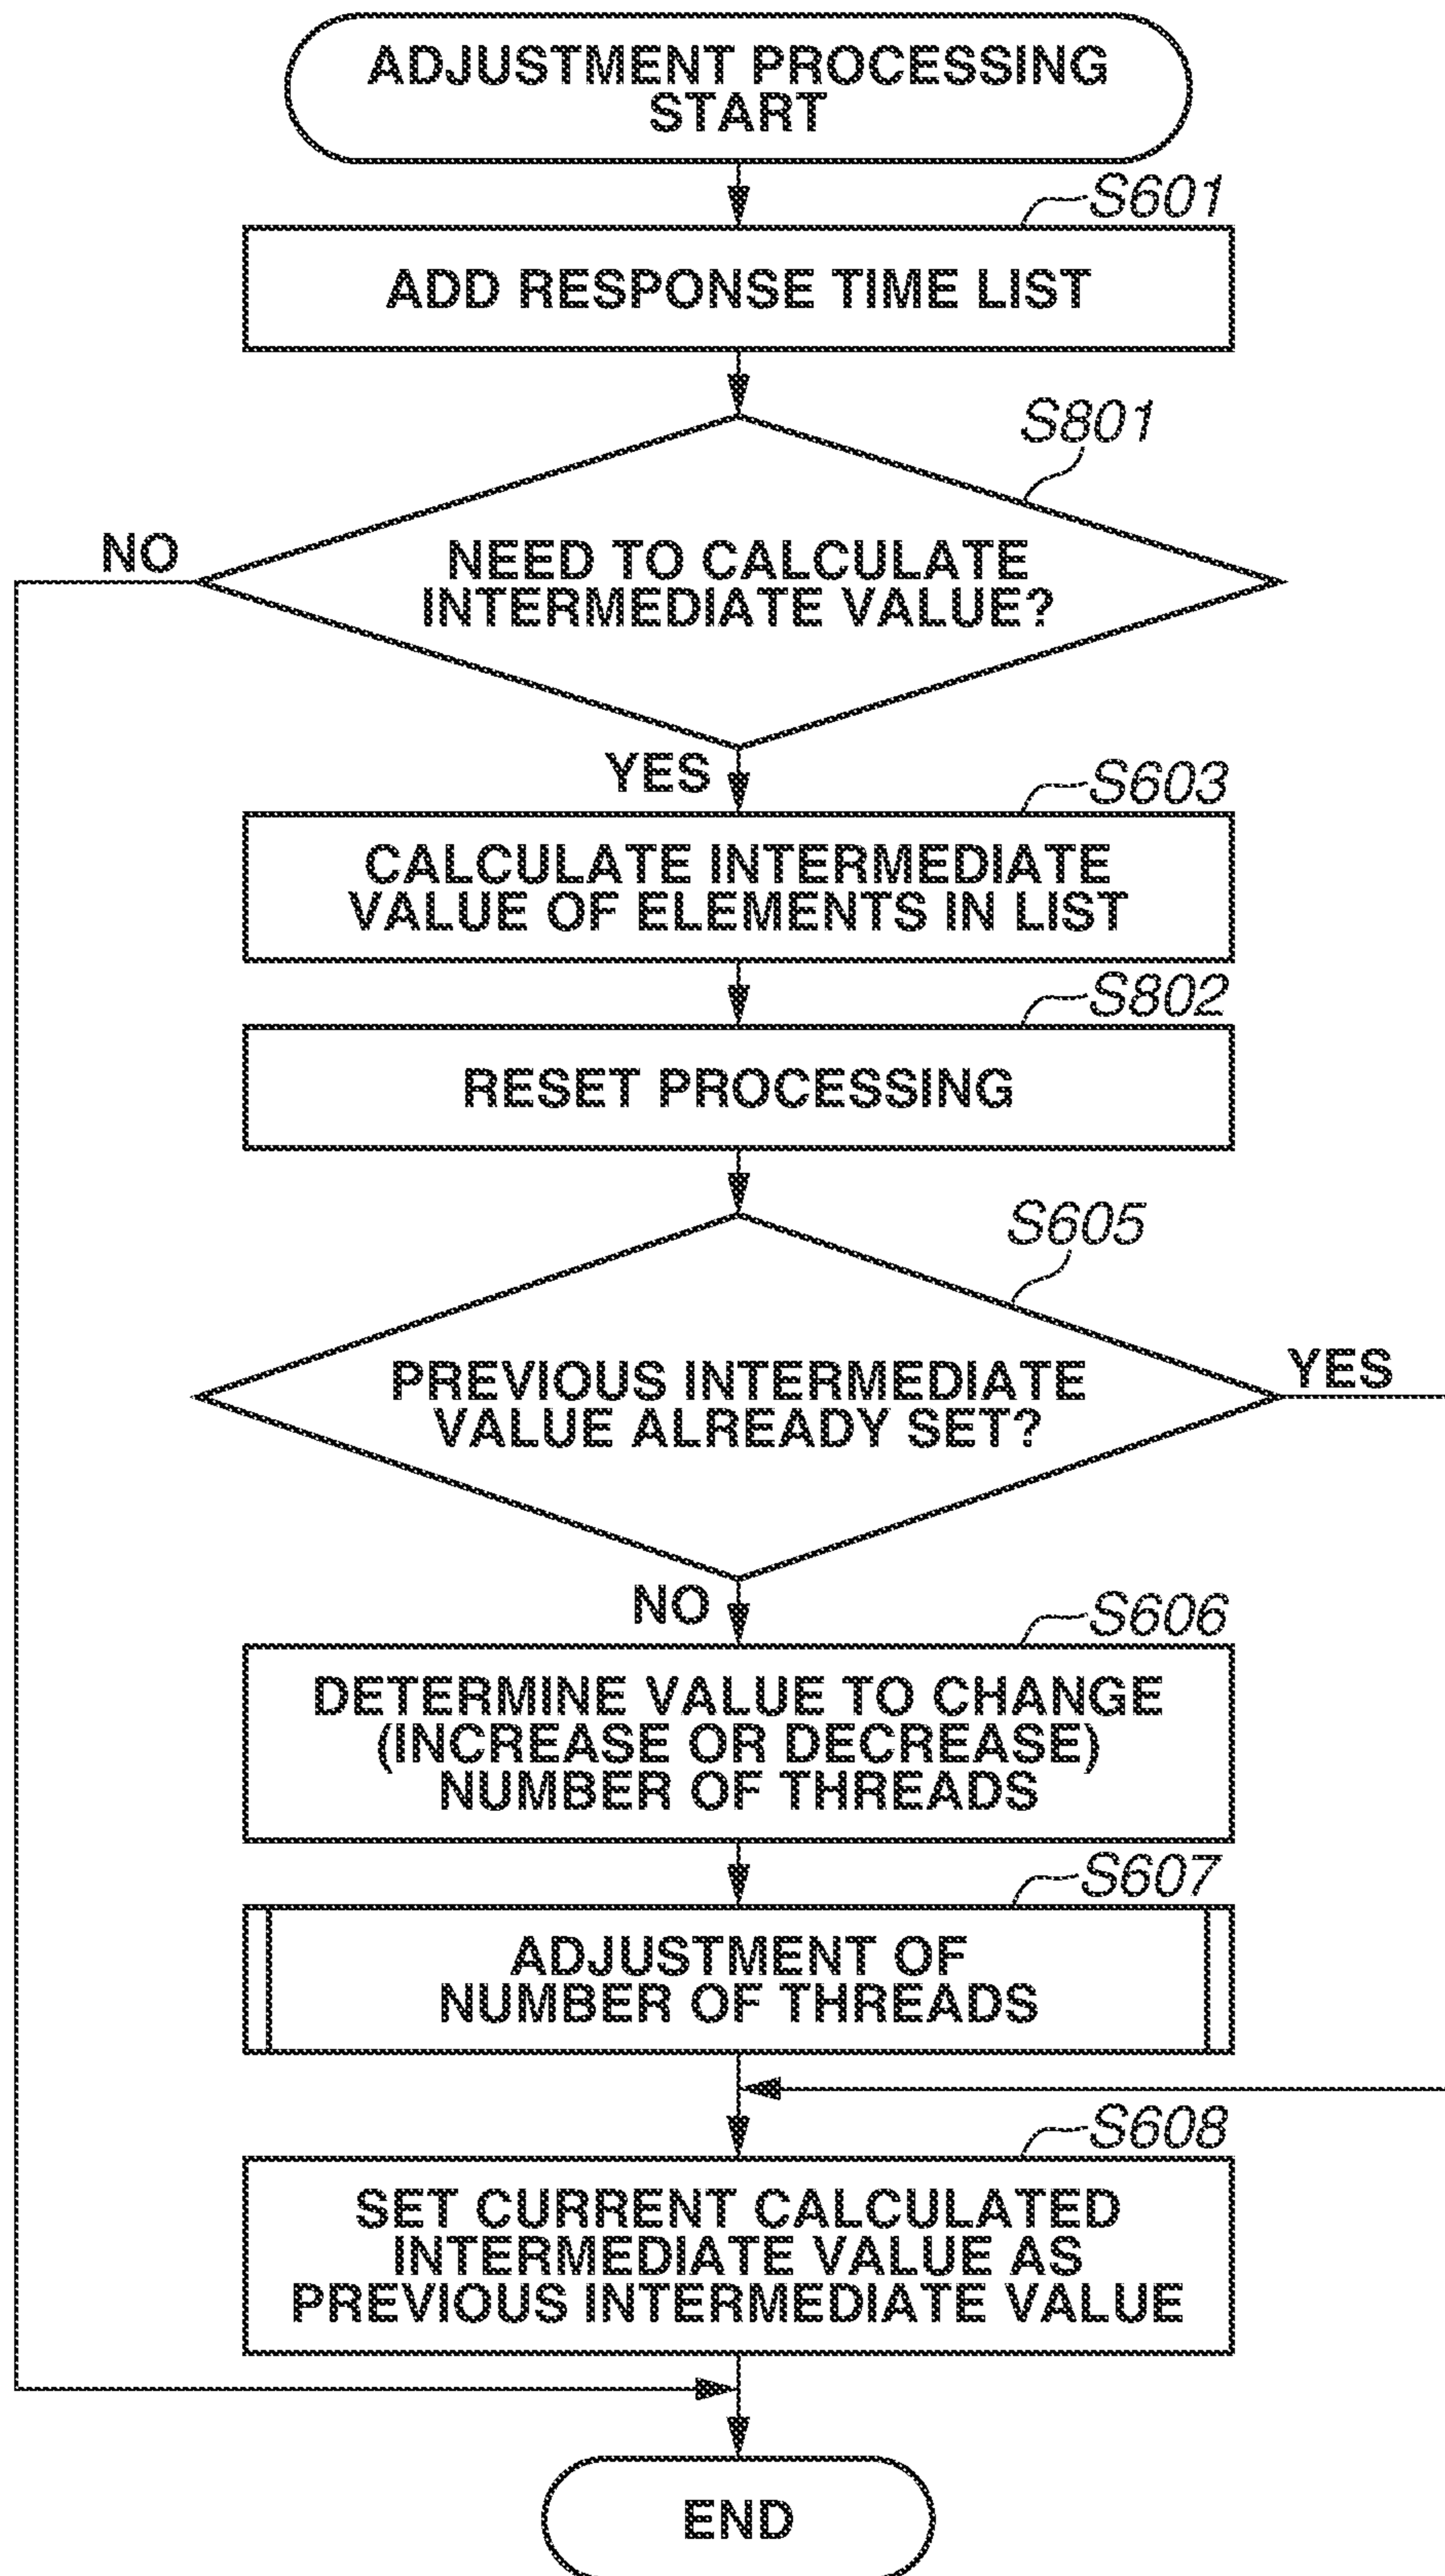 ADJUSTMENT PROCESSING
START
S601
ADD RESPONSE TIME LIST
S801
NO
NEED TO CALCULATE
INTERMEDIATE VALUE?
YES
S603
CALCULATE INTERMEDIATE
VALUE OF ELEMENTS IN LIST
S802
RESET PROCESSING
S605
YES
PREVIOUS INTERMEDIATE
VALUE ALREADY SET?
NO
S606
DETERMINE VALUE TO CHANGE
(INCREASE OR DECREASE)
NUMBER OF THREADS
S607
ADJUSTMENT OF
NUMBER OF THREADS
S608
SET CURRENT CALCULATED
INTERMEDIATE VALUE AS
PREVIOUS INTERMEDIATE VALUE
END